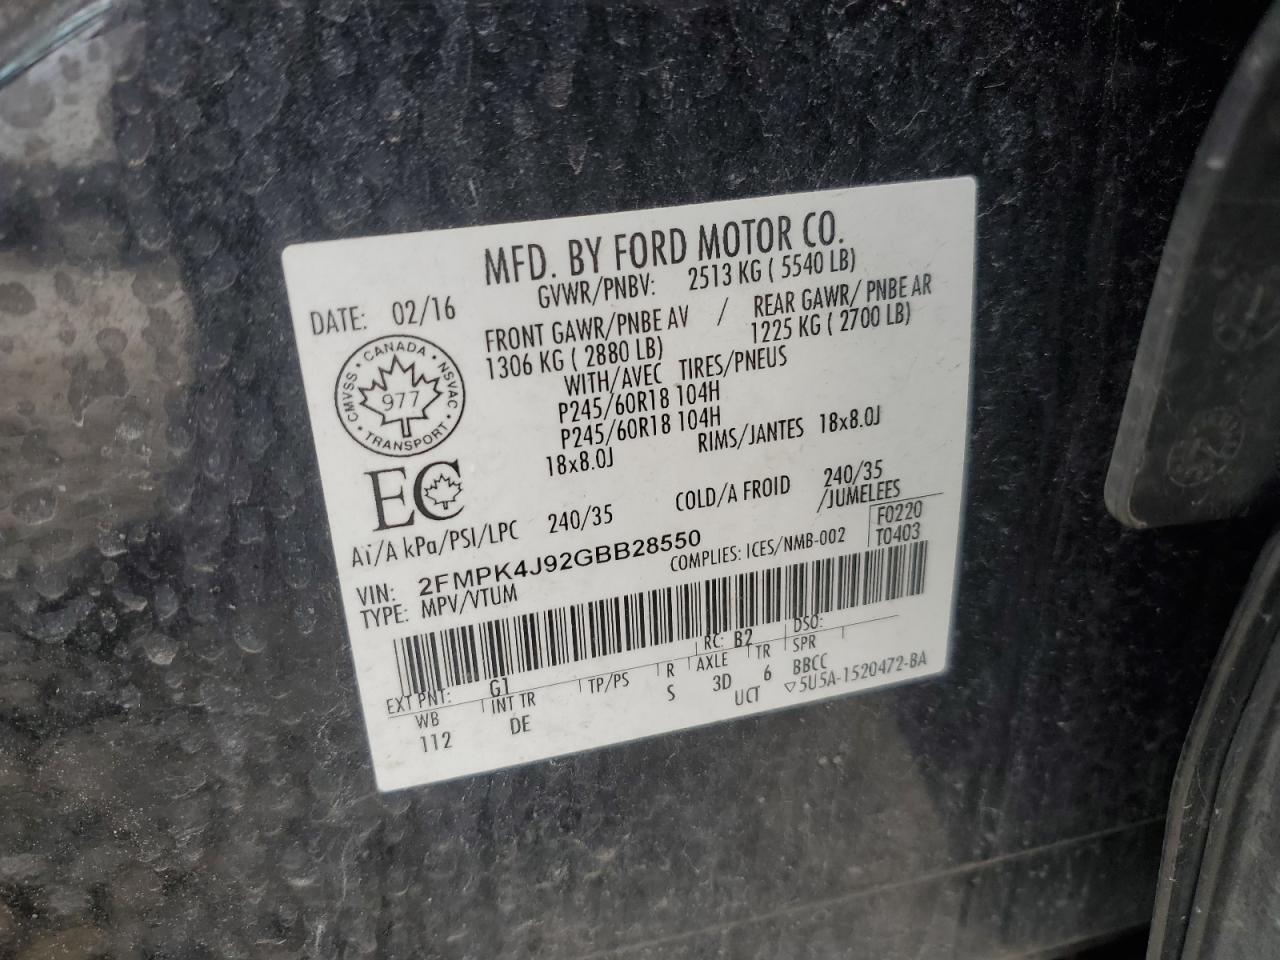 MFD. BY FORD MOTOR CO.
DATE: 02/16
GVWR/PNBV: 2513 KG ( 5540 LB)
FRONT GAWR/PNBE AV / REAR GAWR/ PNBE AR
1306 KG ( 2880 LB) 1225 KG ( 2700 LB)
WITH/AVEC TIRES/PNEUS
P245/60R18 104H
P245/60R18 104H
18x8.0J RIMS/JANTES 18x8.0J
CANADA · NSVAC · TRANSPORT · CMVSS ·
977
EC
Aï/A kPa/PSI/LPC 240/35 COLD/A FROID 240/35
/JUMELEES
VIN: 2FMPK4J92GBB28550
F0220
TYPE: MPV/VTUM
COMPLIES: ICES/NMB-002 T0403
EXT PNT: G1 RC: B2 DSO:
WB INT TR TP/PS R AXLE TR SPR
112 DE S 3D 6 BBCC
UCT ▽5U5A-1520472-BA